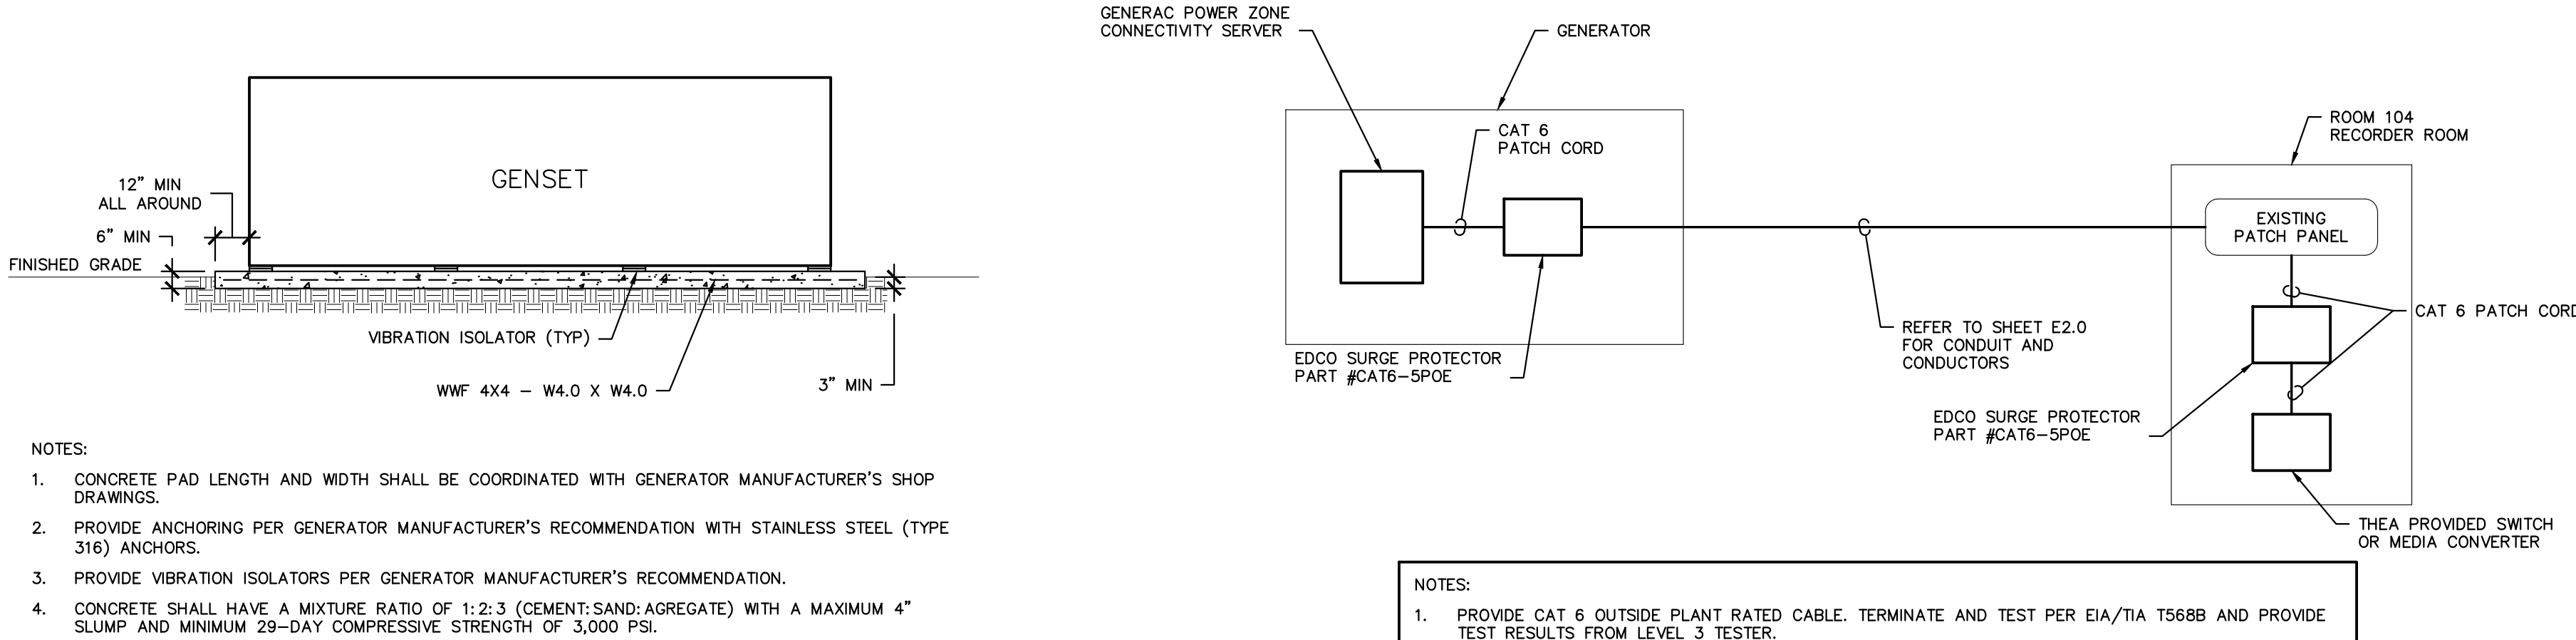 GENSET
12" MIN
ALL AROUND
6" MIN
FINISHED GRADE
VIBRATION ISOLATOR (TYP)
WWF 4X4 – W4.0 X W4.0
3" MIN
NOTES:
1. CONCRETE PAD LENGTH AND WIDTH SHALL BE COORDINATED WITH GENERATOR MANUFACTURER'S SHOP
DRAWINGS.
2. PROVIDE ANCHORING PER GENERATOR MANUFACTURER'S RECOMMENDATION WITH STAINLESS STEEL (TYPE
316) ANCHORS.
3. PROVIDE VIBRATION ISOLATORS PER GENERATOR MANUFACTURER'S RECOMMENDATION.
4. CONCRETE SHALL HAVE A MIXTURE RATIO OF 1:2:3 (CEMENT:SAND:AGREGATE) WITH A MAXIMUM 4"
SLUMP AND MINIMUM 29–DAY COMPRESSIVE STRENGTH OF 3,000 PSI.
GENERAC POWER ZONE
CONNECTIVITY SERVER
GENERATOR
CAT 6
PATCH CORD
EDCO SURGE PROTECTOR
PART #CAT6–5POE
REFER TO SHEET E2.0
FOR CONDUIT AND
CONDUCTORS
ROOM 104
RECORDER ROOM
EXISTING
PATCH PANEL
CAT 6 PATCH CORD
EDCO SURGE PROTECTOR
PART #CAT6–5POE
THEA PROVIDED SWITCH
OR MEDIA CONVERTER
NOTES:
1. PROVIDE CAT 6 OUTSIDE PLANT RATED CABLE. TERMINATE AND TEST PER EIA/TIA T568B AND PROVIDE
TEST RESULTS FROM LEVEL 3 TESTER.